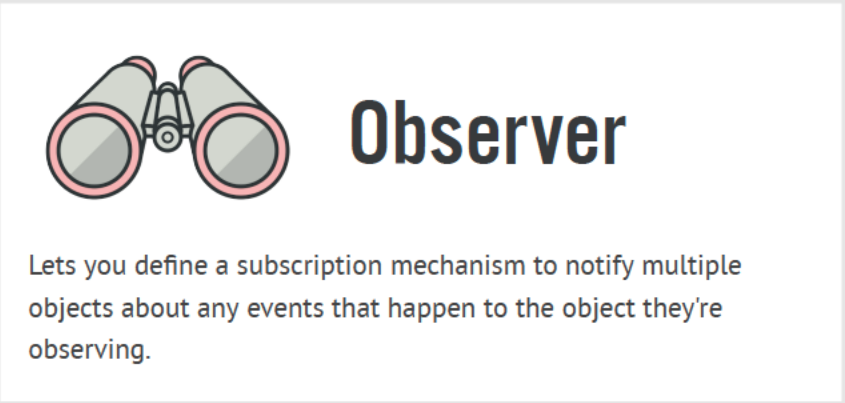 Observer
Lets you define a subscription mechanism to notify multiple
objects about any events that happen to the object they're
observing.